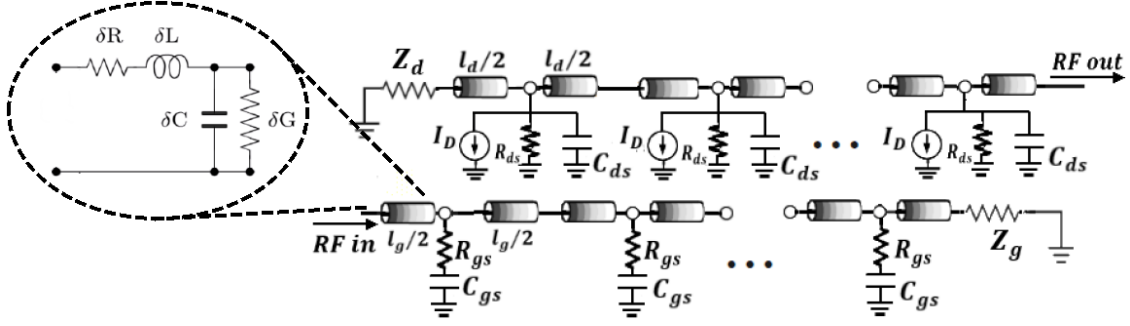 δR δL
δC δG
Z_d l_d/2 l_d/2 RF out
I_D R_ds C_ds I_D R_ds C_ds ••• I_D R_ds C_ds
RF in l_g/2 l_g/2 Z_g
R_gs R_gs R_gs
C_gs C_gs ••• C_gs